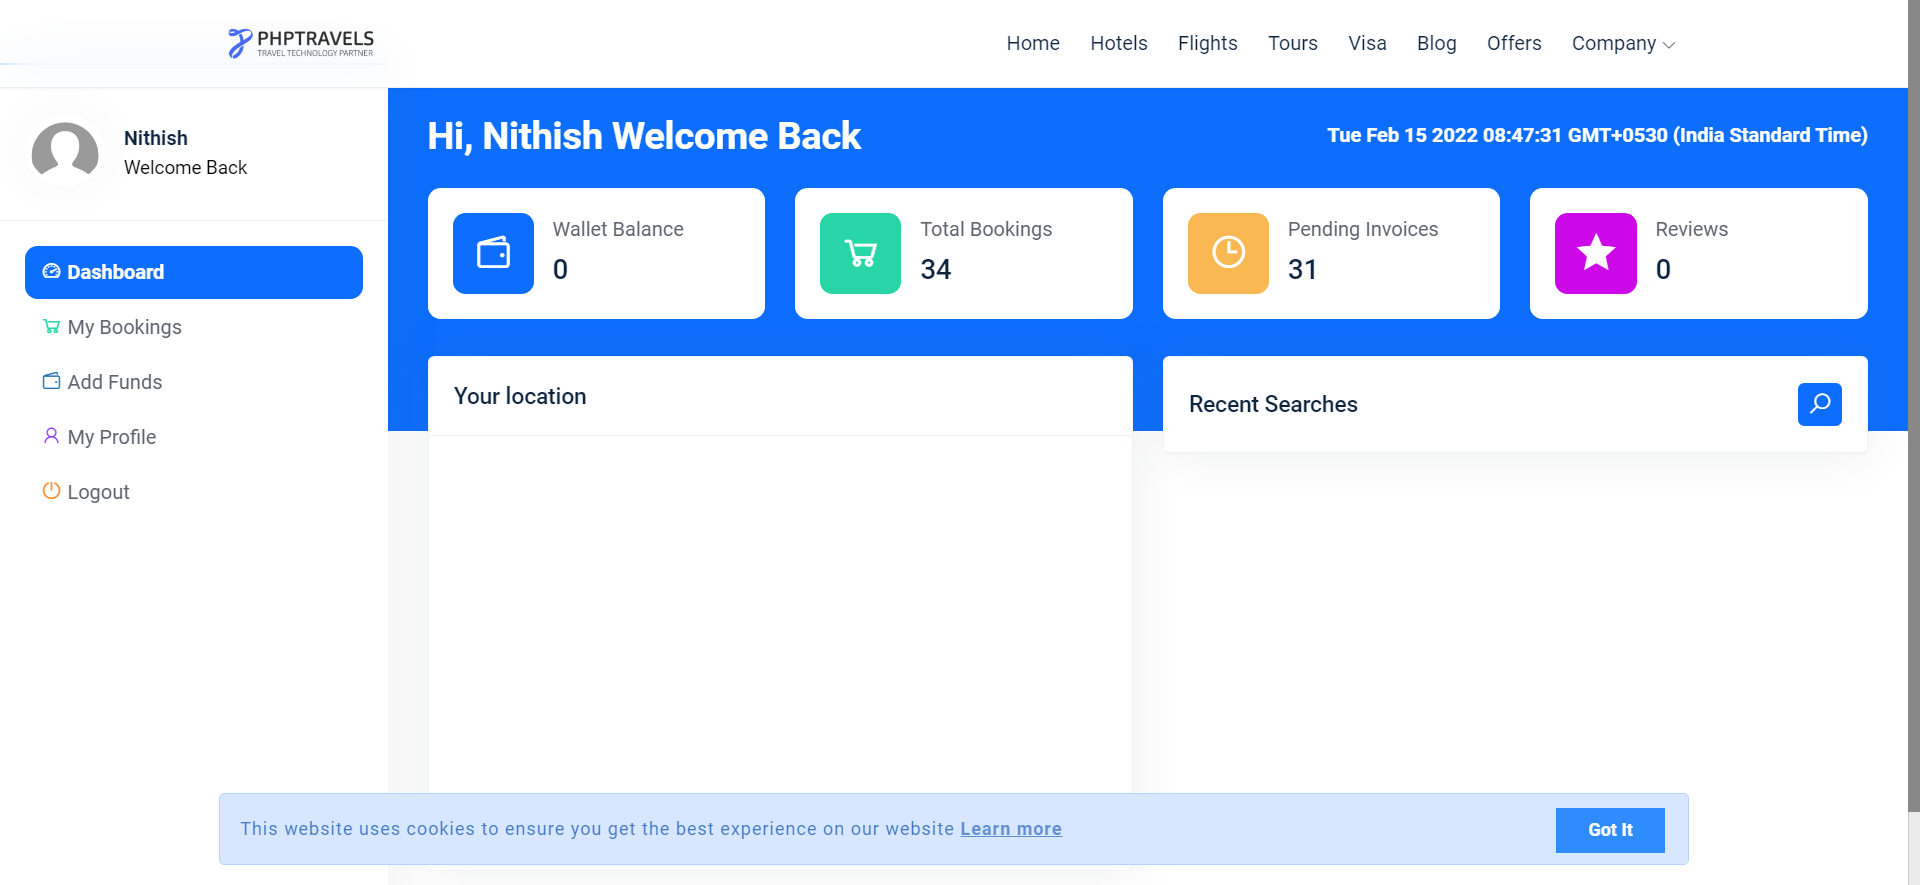 PHPTRAVELS
TRAVEL TECHNOLOGY PARTNER
Home Hotels Flights Tours Visa Blog Offers Company
Nithish
Welcome Back
Dashboard
My Bookings
Add Funds
My Profile
Logout
Hi, Nithish Welcome Back
Tue Feb 15 2022 08:47:31 GMT+0530 (India Standard Time)
Wallet Balance
0
Total Bookings
34
Pending Invoices
31
Reviews
0
Your location
Recent Searches
This website uses cookies to ensure you get the best experience on our website Learn more
Got It